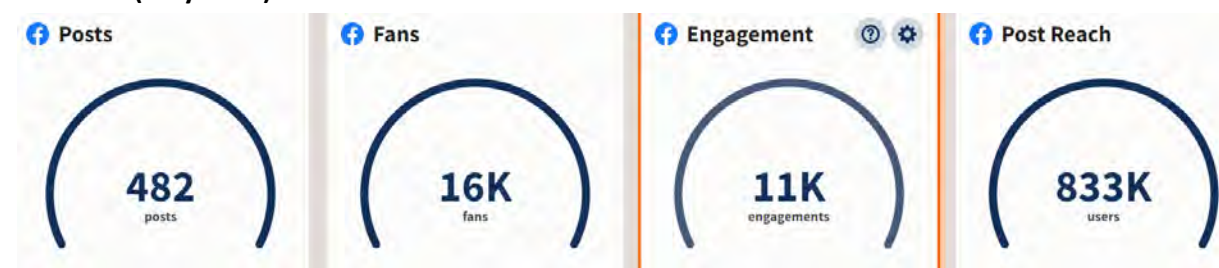 Posts
482
posts
Fans
16K
fans
Engagement
11K
engagements
Post Reach
833K
users